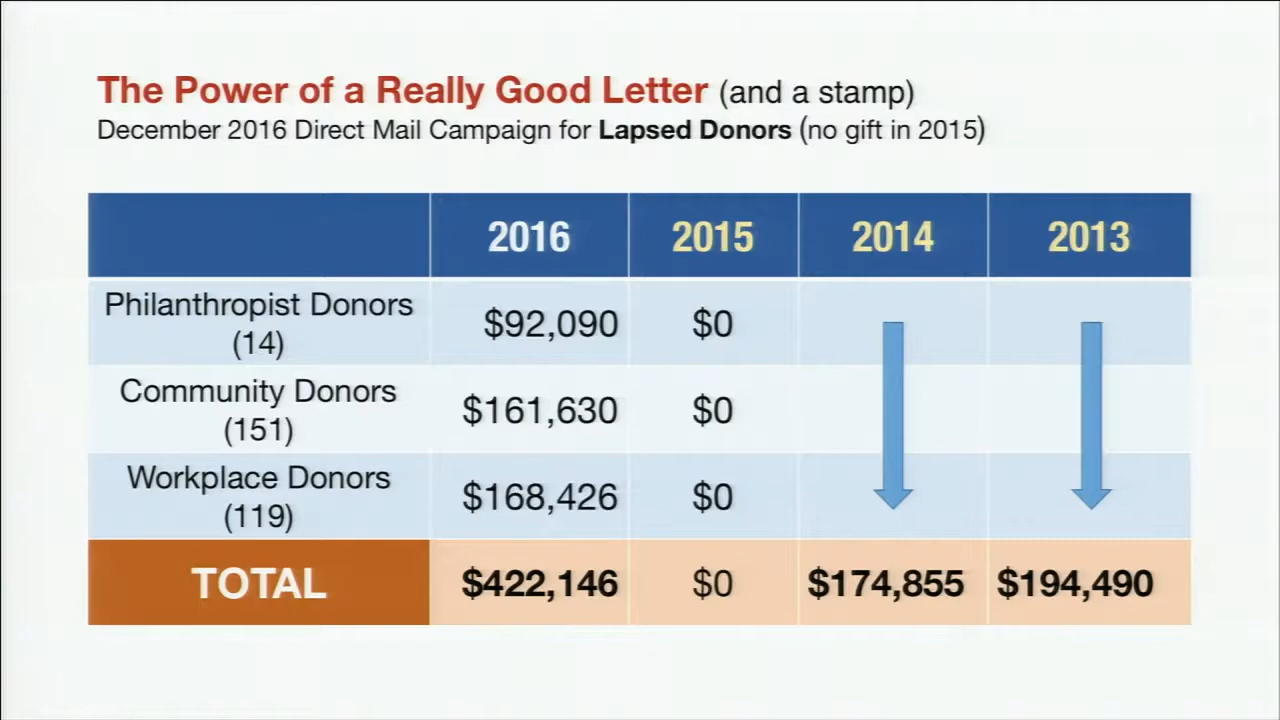 The Power of a Really Good Letter (and a stamp)
December 2016 Direct Mail Campaign for Lapsed Donors (no gift in 2015)
2016 2015 2014 2013
Philanthropist Donors
(14)
$92,090 $0
Community Donors
(151)
$161,630 $0
Workplace Donors
(119)
$168,426 $0
TOTAL $422,146 $0 $174,855 $194,490